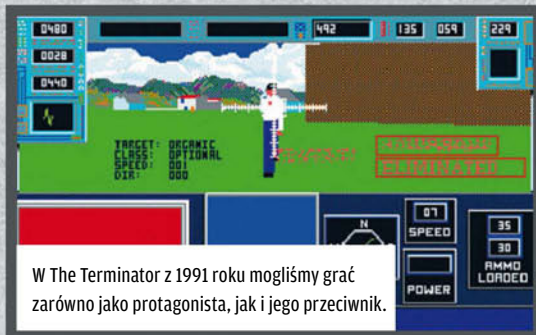 0480
492
135
059
229
0028
0440
TARGET: ORGANIC
CLASS: OPTIONAL
SPEED: 001
DIR: 000
ELIMINATED
N
07
SPEED
POWER
35
30
AMMO
LOADED
W The Terminator z 1991 roku mogliśmy grać
zarówno jako protagonista, jak i jego przeciwnik.